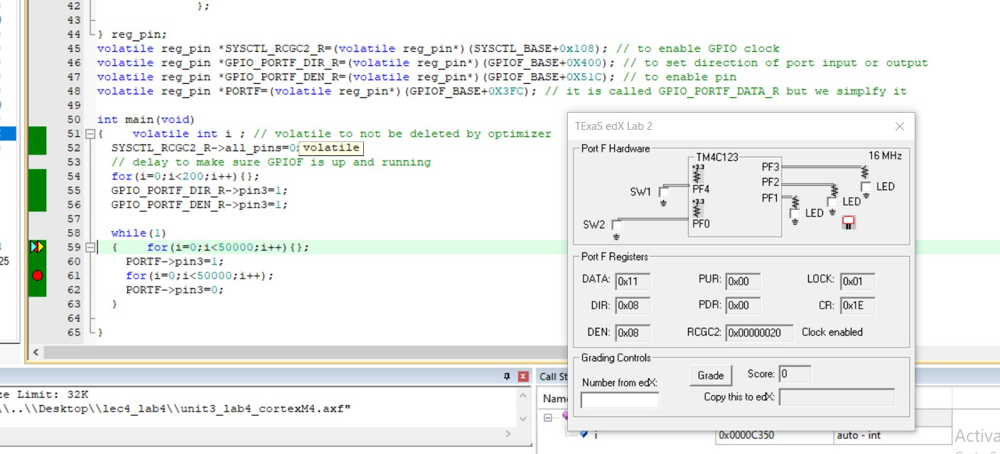 42 };
43
44 } reg_pin;
45 volatile reg_pin *SYSCTL_RCGC2_R=(volatile reg_pin*)(SYSCTL_BASE+0x108); // to enable GPIO clock
46 volatile reg_pin *GPIO_PORTF_DIR_R=(volatile reg_pin*)(GPIOF_BASE+0X400); // to set direction of port input or output
47 volatile reg_pin *GPIO_PORTF_DEN_R=(volatile reg_pin*)(GPIOF_BASE+0X51C); // to enable pin
48 volatile reg_pin *PORTF=(volatile reg_pin*)(GPIOF_BASE+0X3FC); // it is called GPIO_PORTF_DATA_R but we simplfy it
49
50 int main(void)
51 { volatile int i ; // volatile to not be deleted by optimizer
52 SYSCTL_RCGC2_R->all_pins=0 volatile
53 // delay to make sure GPIOF is up and running
54 for(i=0;i<200;i++){};
55 GPIO_PORTF_DIR_R->pin3=1;
56 GPIO_PORTF_DEN_R->pin3=1;
57
58 while(1)
59 { for(i=0;i<50000;i++){};
60 PORTF->pin3=1;
61 for(i=0;i<50000;i++);
62 PORTF->pin3=0;
63 }
64
65 }
25
TExaS edX Lab 2
Port F Hardware
TM4C123
16 MHz
+3.3
PF3
PF2
PF1
SW1
PF4
LED
LED
LED
+3.3
SW2
PF0
Port F Registers
DATA: 0x11 PUR: 0x00 LOCK: 0x01
DIR: 0x08 PDR: 0x00 CR: 0x1E
DEN: 0x08 RCGC2: 0x00000020 Clock enabled
Grading Controls
Number from edX:
Grade Score: 0
Copy this to edX:
ze Limit: 32K
\\..\\Desktop\\lec4_lab4\\unit3_lab4_cortexM4.axf"
Call St
Nam
i 0x0000C350 auto - int
Activa